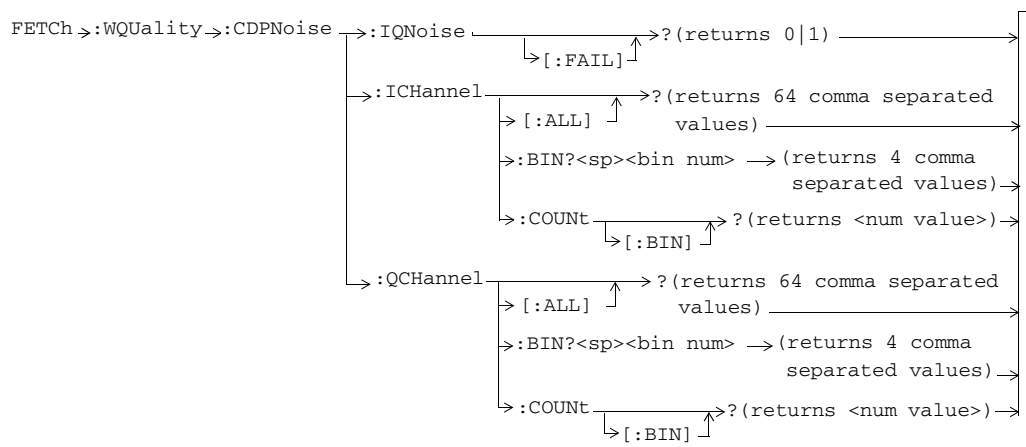 FETCh :WQUality :CDPNoise :IQNoise ?(returns 0|1)
[:FAIL]
:ICHannel ?(returns 64 comma separated
[:ALL] values)
:BIN?<sp><bin num> (returns 4 comma
separated values)
:COUNt ?(returns <num value>)
[:BIN]
:QCHannel ?(returns 64 comma separated
[:ALL] values)
:BIN?<sp><bin num> (returns 4 comma
separated values)
:COUNt ?(returns <num value>)
[:BIN]